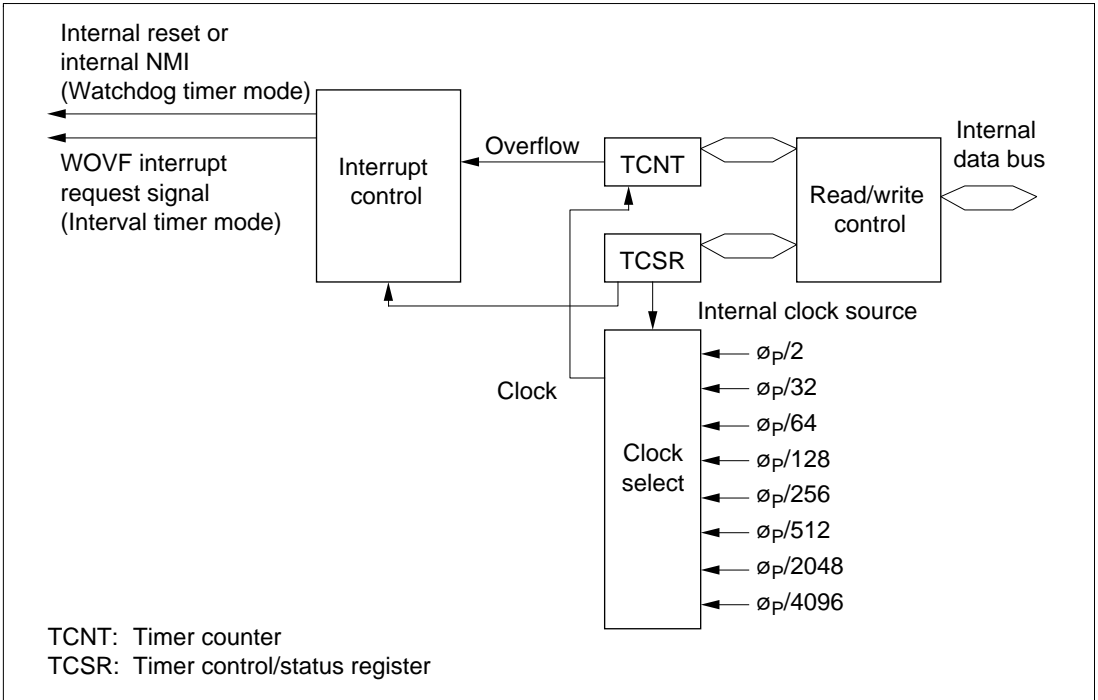 Internal reset or
internal NMI
(Watchdog timer mode)
WOVF interrupt
request signal
(Interval timer mode)
Interrupt
control
Overflow
TCNT
TCSR
Read/write
control
Internal
data bus
Internal clock source
Clock
Clock
select
øP/2
øP/32
øP/64
øP/128
øP/256
øP/512
øP/2048
øP/4096
TCNT: Timer counter
TCSR: Timer control/status register